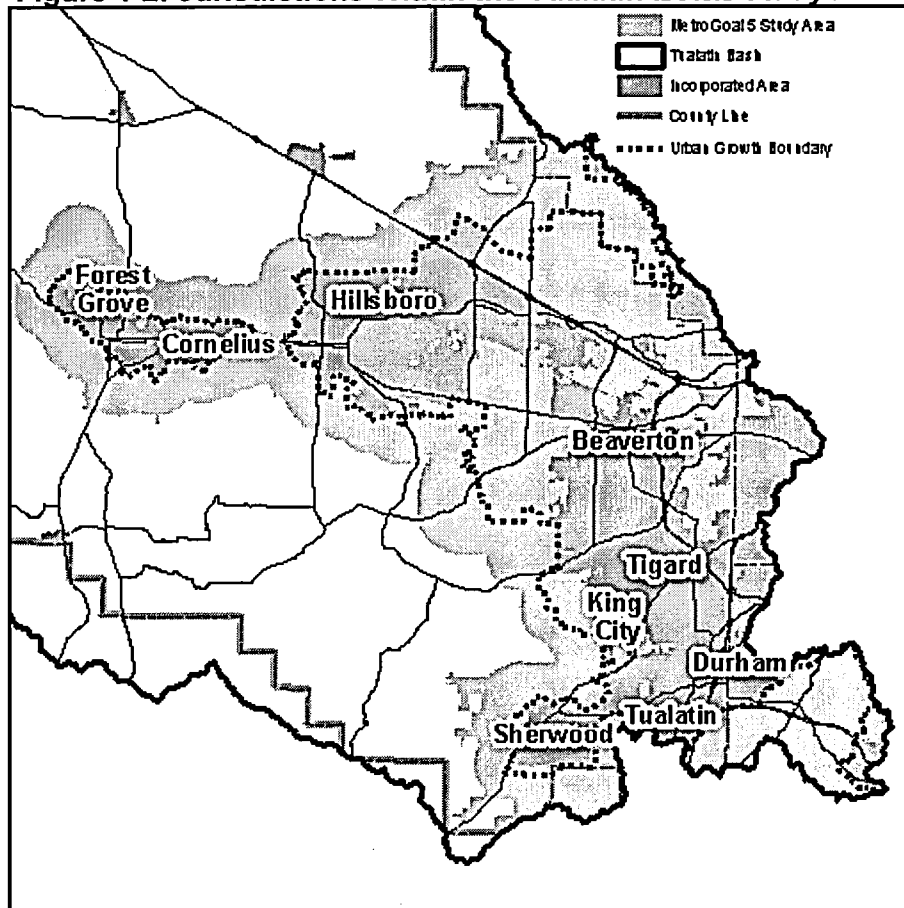 Metro Goal 5 Study Area
Tualatin Basin
Incorporated Area
County Line
Urban Growth Boundary
Forest
Grove
Cornelius
Hillsboro
Beaverton
Tigard
King
City
Durham
Tualatin
Sherwood